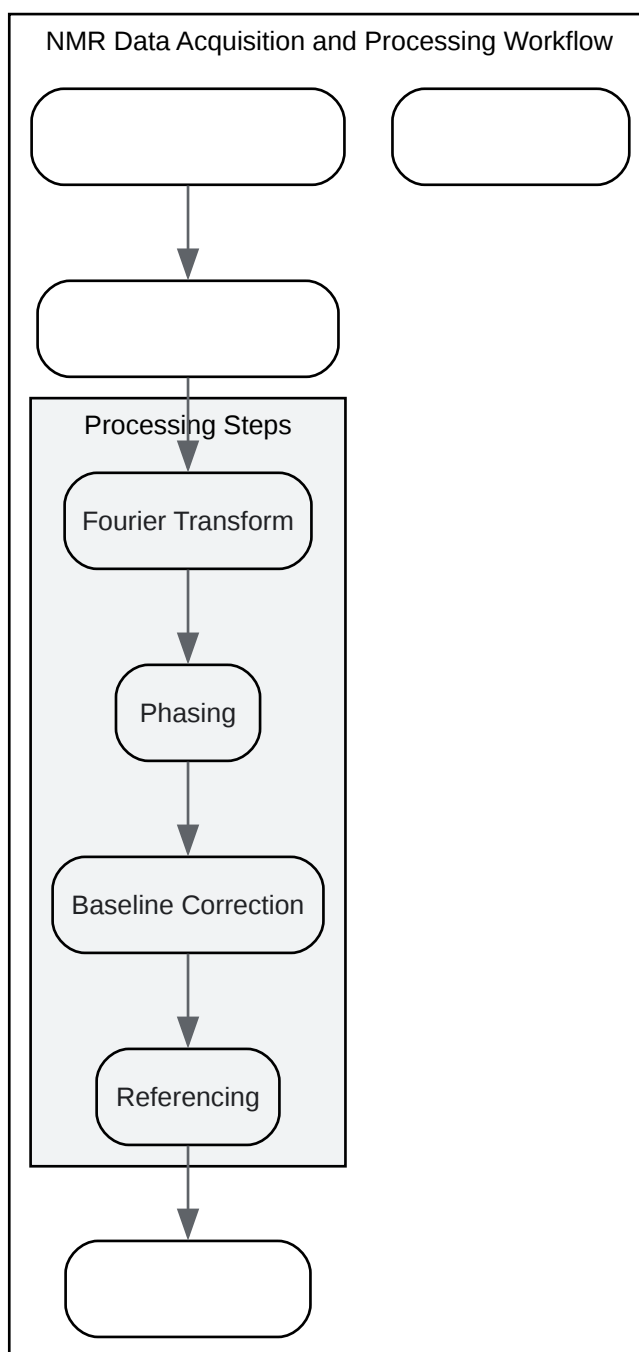 NMR Data Acquisition and Processing Workflow
Processing Steps
Fourier Transform
Phasing
Baseline Correction
Referencing